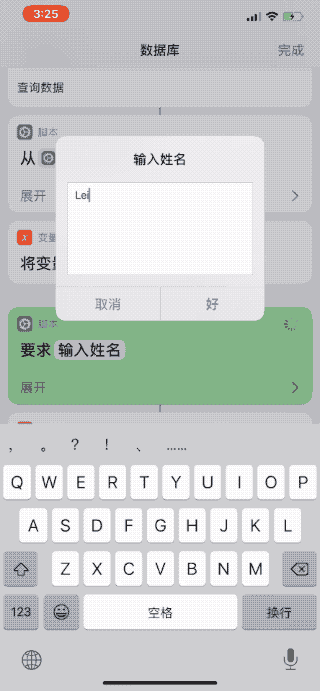 3:25
数据库
完成
查询数据
脚本
从
展开
变量
将变量
输入姓名
Lei
取消
好
脚本
要求 输入姓名
展开
， 。 ？ ！ 、 ……
Q W E R T Y U I O P
A S D F G H J K L
Z X C V B N M
123
空格
换行